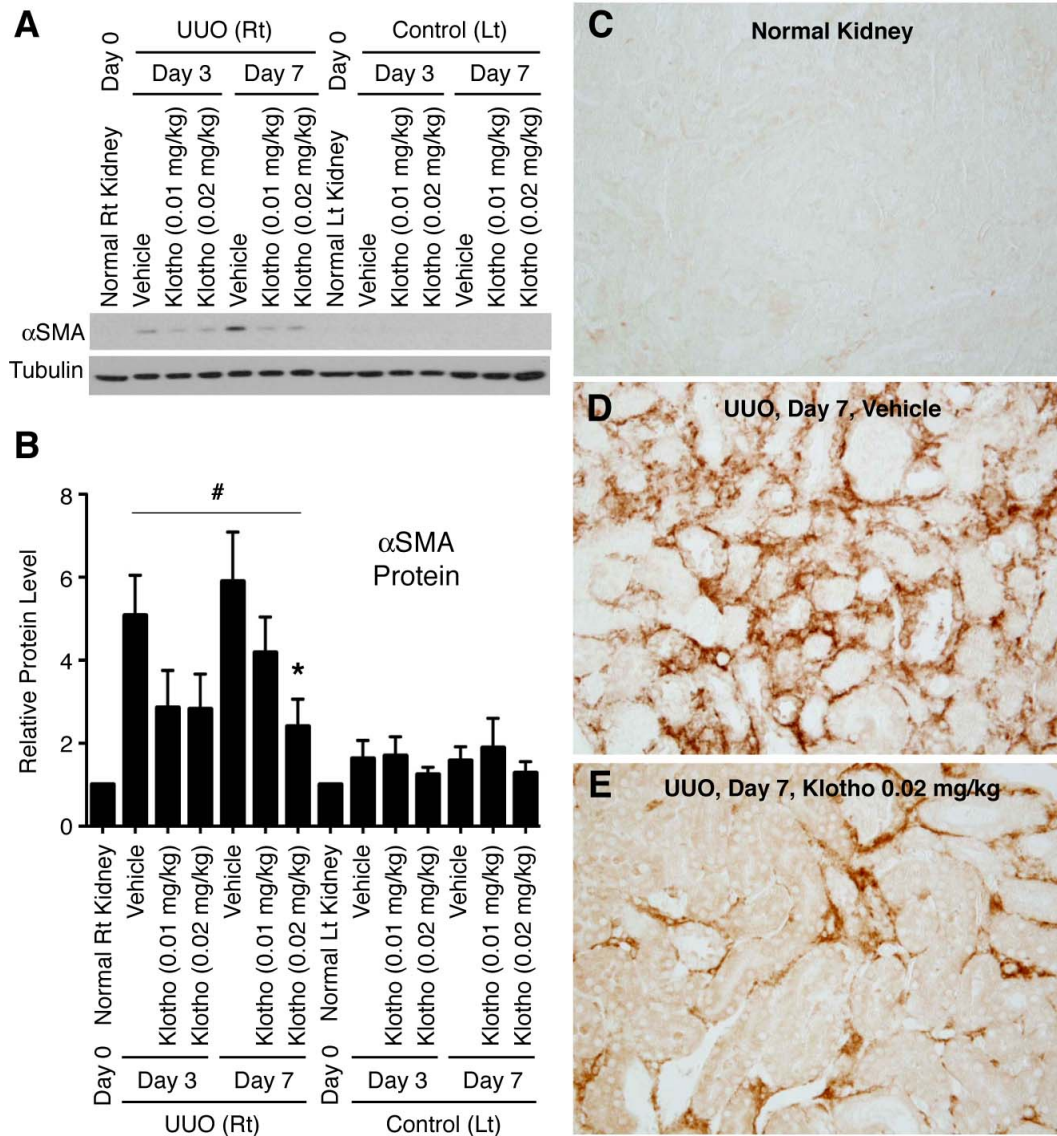 A
UUO (Rt)
Control (Lt)
Day 0
Day 3
Day 7
Day 0
Day 3
Day 7
Normal Rt Kidney
Vehicle
Klotho (0.01 mg/kg)
Klotho (0.02 mg/kg)
Vehicle
Klotho (0.01 mg/kg)
Klotho (0.02 mg/kg)
Normal Lt Kidney
Vehicle
Klotho (0.01 mg/kg)
Klotho (0.02 mg/kg)
Vehicle
Klotho (0.01 mg/kg)
Klotho (0.02 mg/kg)
αSMA
Tubulin
B
Relative Protein Level
8
6
4
2
0
#
αSMA
Protein
*
Normal Rt Kidney
Vehicle
Klotho (0.01 mg/kg)
Klotho (0.02 mg/kg)
Vehicle
Klotho (0.01 mg/kg)
Klotho (0.02 mg/kg)
Normal Lt Kidney
Vehicle
Klotho (0.01 mg/kg)
Klotho (0.02 mg/kg)
Vehicle
Klotho (0.01 mg/kg)
Klotho (0.02 mg/kg)
Day 0
Day 3
Day 7
Day 0
Day 3
Day 7
UUO (Rt)
Control (Lt)
C
Normal Kidney
D
UUO, Day 7, Vehicle
E
UUO, Day 7, Klotho 0.02 mg/kg